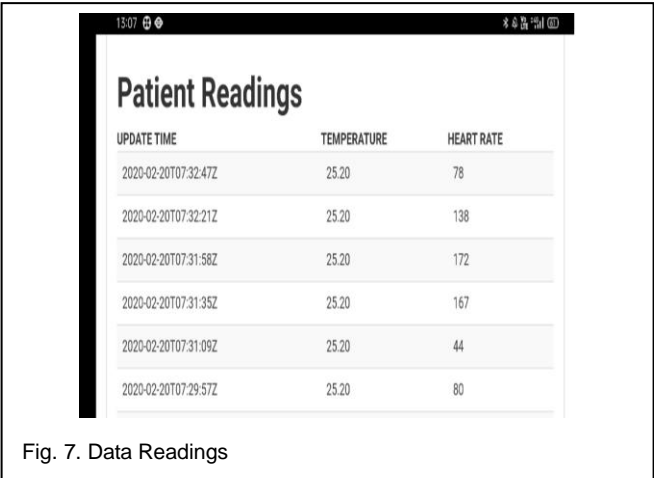 13:07
Patient Readings
UPDATE TIME TEMPERATURE HEART RATE
2020-02-20T07:32:47Z 25.20 78
2020-02-20T07:32:21Z 25.20 138
2020-02-20T07:31:58Z 25.20 172
2020-02-20T07:31:35Z 25.20 167
2020-02-20T07:31:09Z 25.20 44
2020-02-20T07:29:57Z 25.20 80
Fig. 7. Data Readings